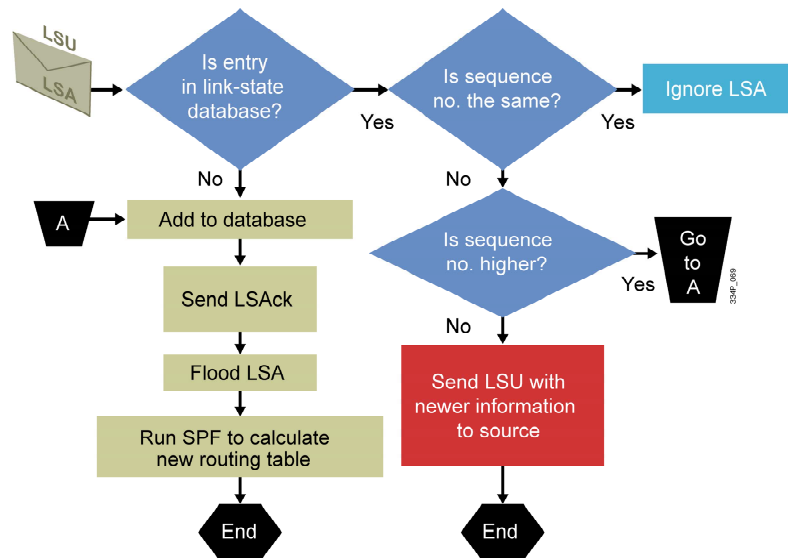 LSU
LSA
Is entry
in link-state
database?
Yes
Is sequence
no. the same?
Yes
Ignore LSA
No
No
A
Add to database
Is sequence
no. higher?
Yes
Go
to
A
334P_069
Send LSAck
No
Flood LSA
Send LSU with
newer information
to source
Run SPF to calculate
new routing table
End
End